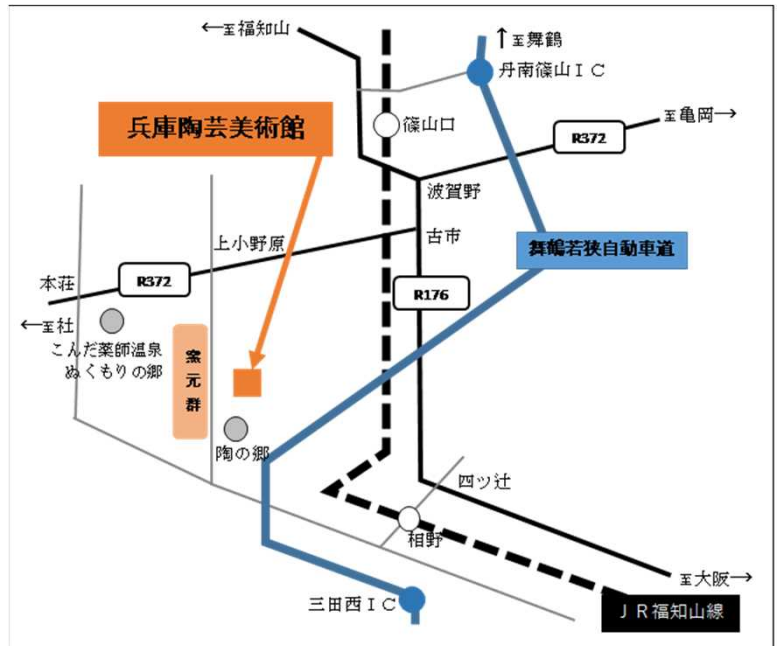 ←至福知山
↑至舞鶴
丹南篠山ＩＣ
兵庫陶芸美術館
篠山口
至亀岡→
R372
波賀野
上小野原
古市
舞鶴若狭自動車道
本荘
R372
R176
←至社
こんだ薬師温泉
ぬくもりの郷
窯元群
陶の郷
四ツ辻
相野
至大阪→
三田西ＩＣ
ＪＲ福知山線